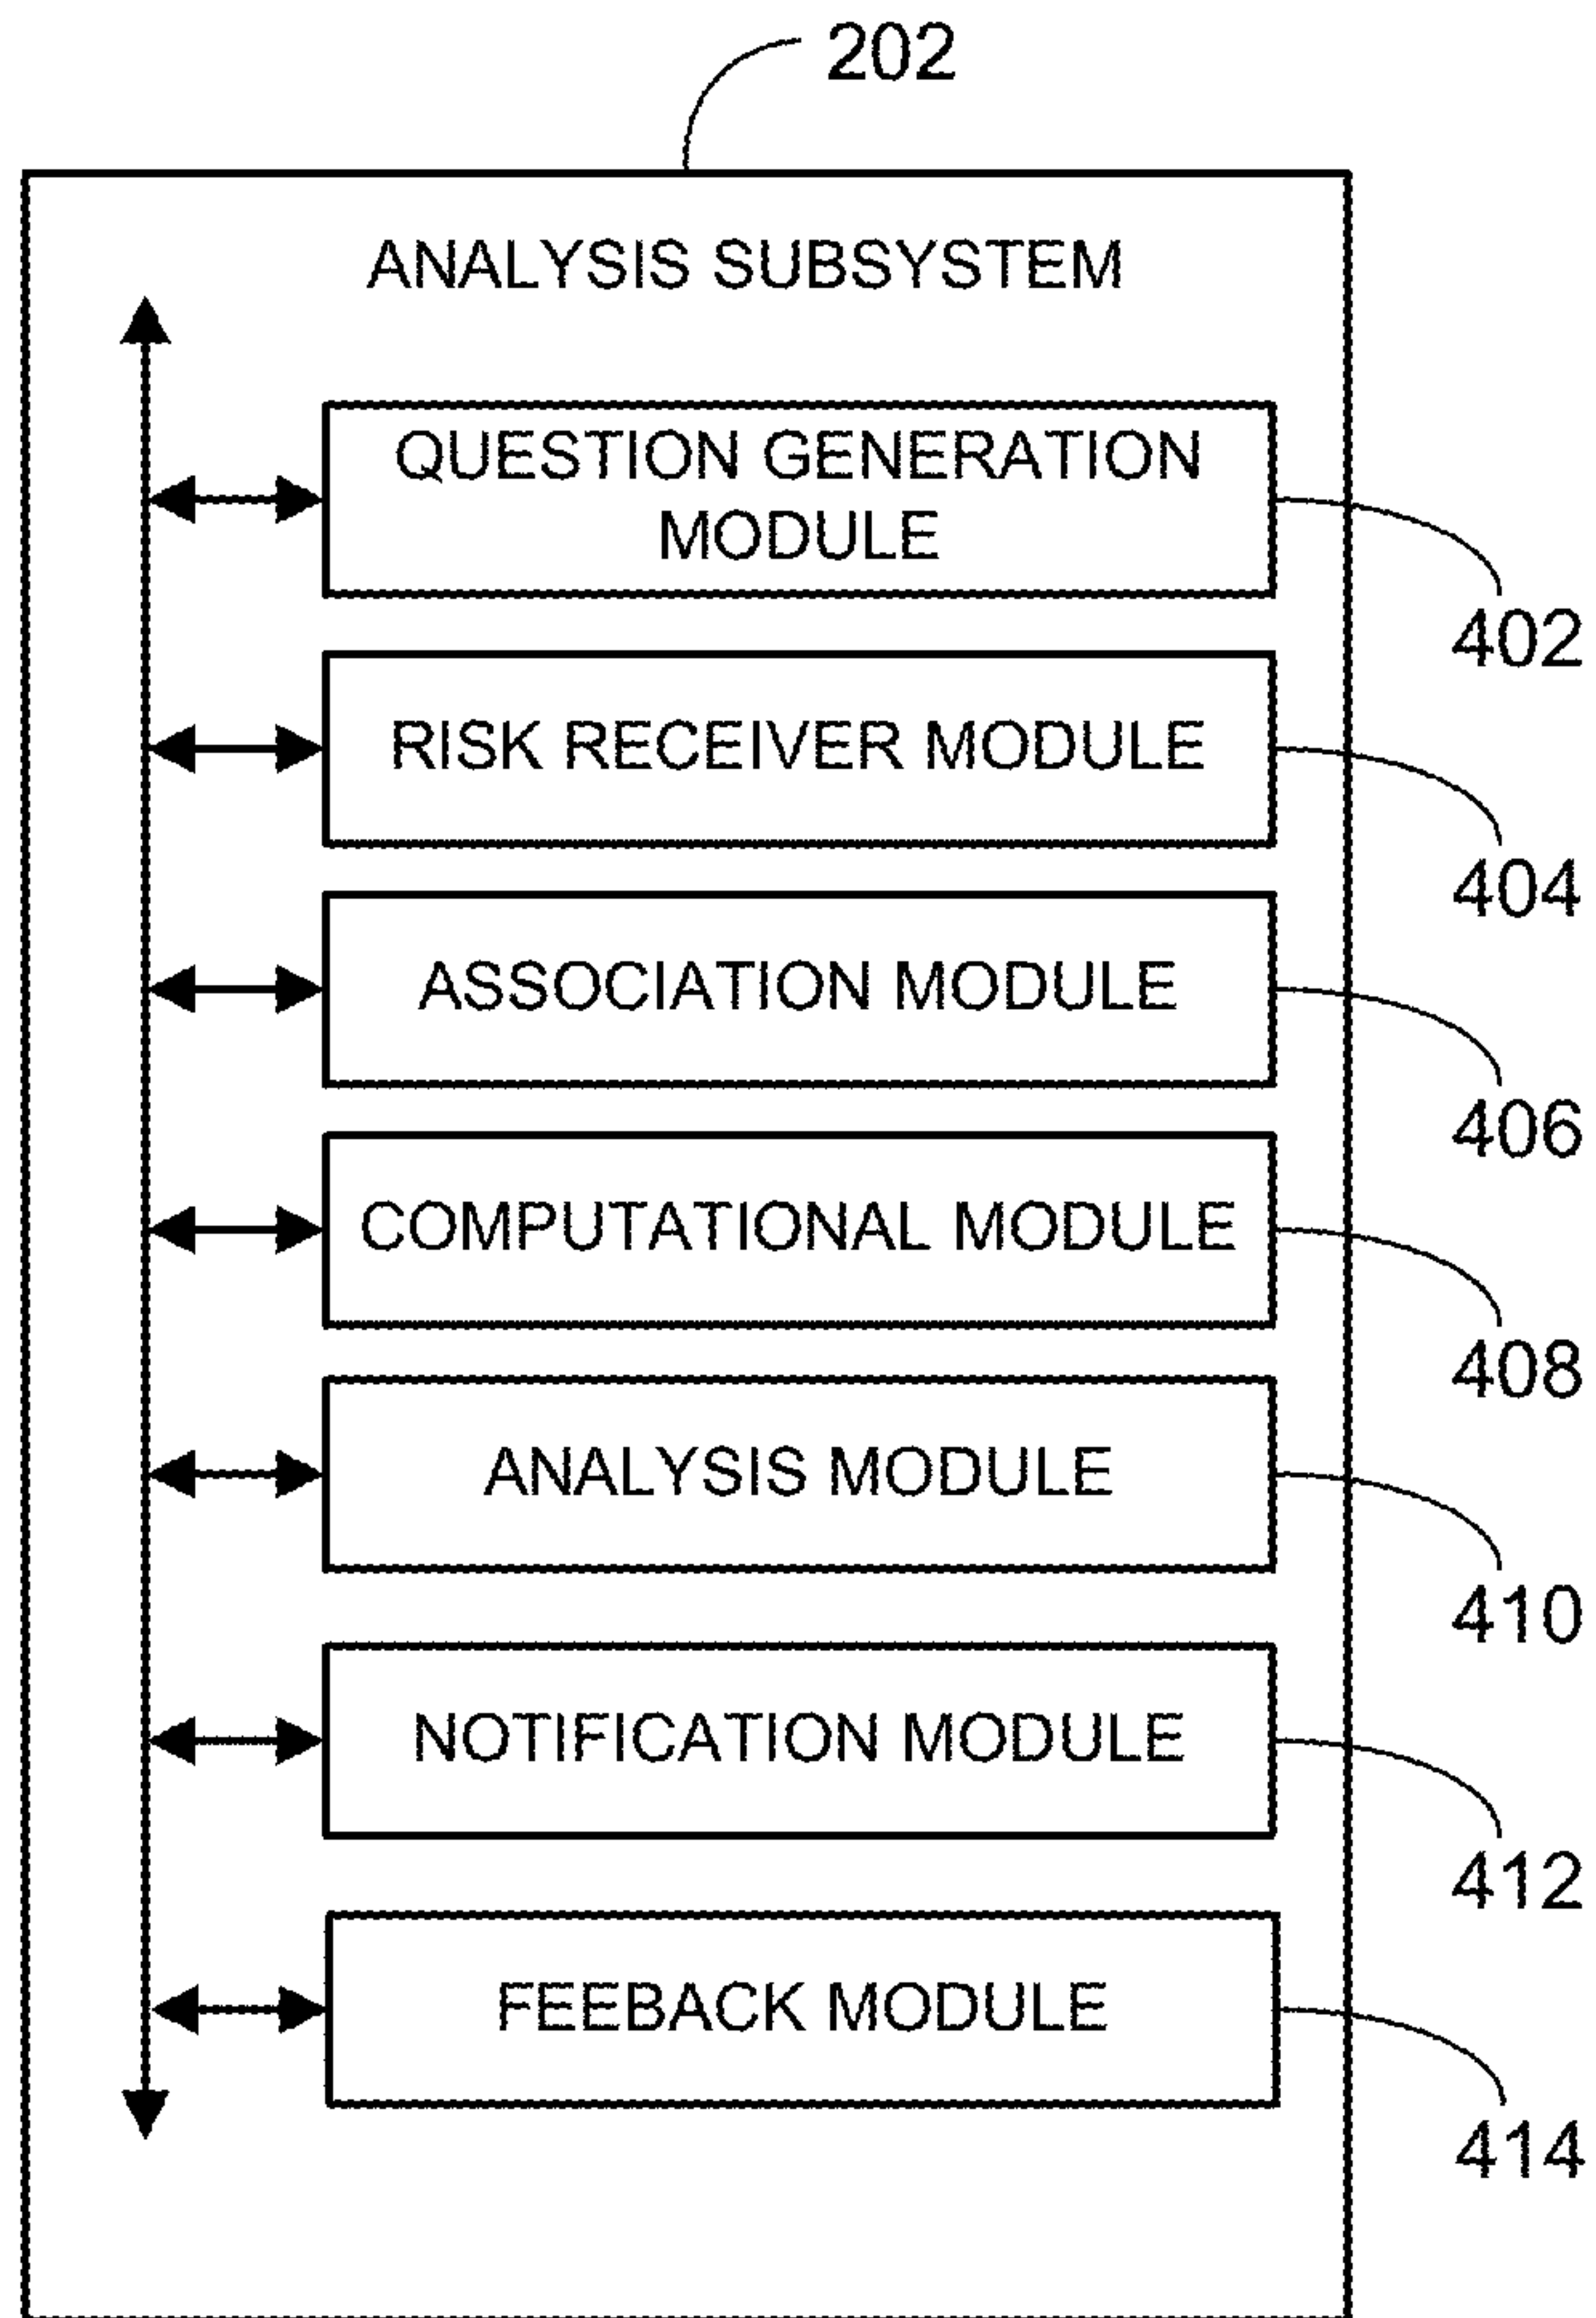 202
ANALYSIS SUBSYSTEM
QUESTION GENERATION
MODULE
402
RISK RECEIVER MODULE
404
ASSOCIATION MODULE
406
COMPUTATIONAL MODULE
408
ANALYSIS MODULE
410
NOTIFICATION MODULE
412
FEEBACK MODULE
414